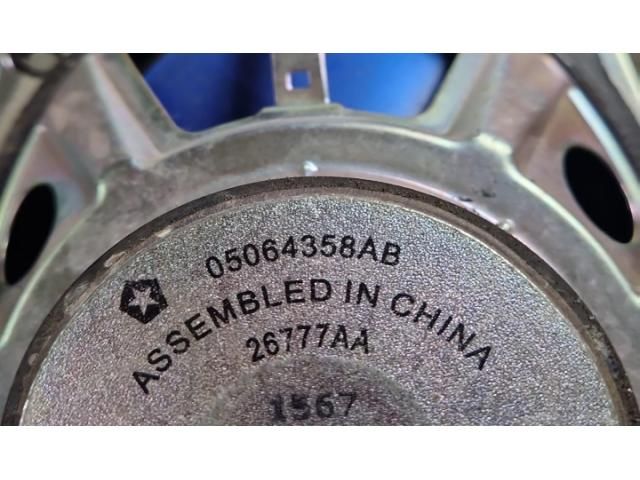 05064358AB
ASSEMBLED IN CHINA
26777AA
1567